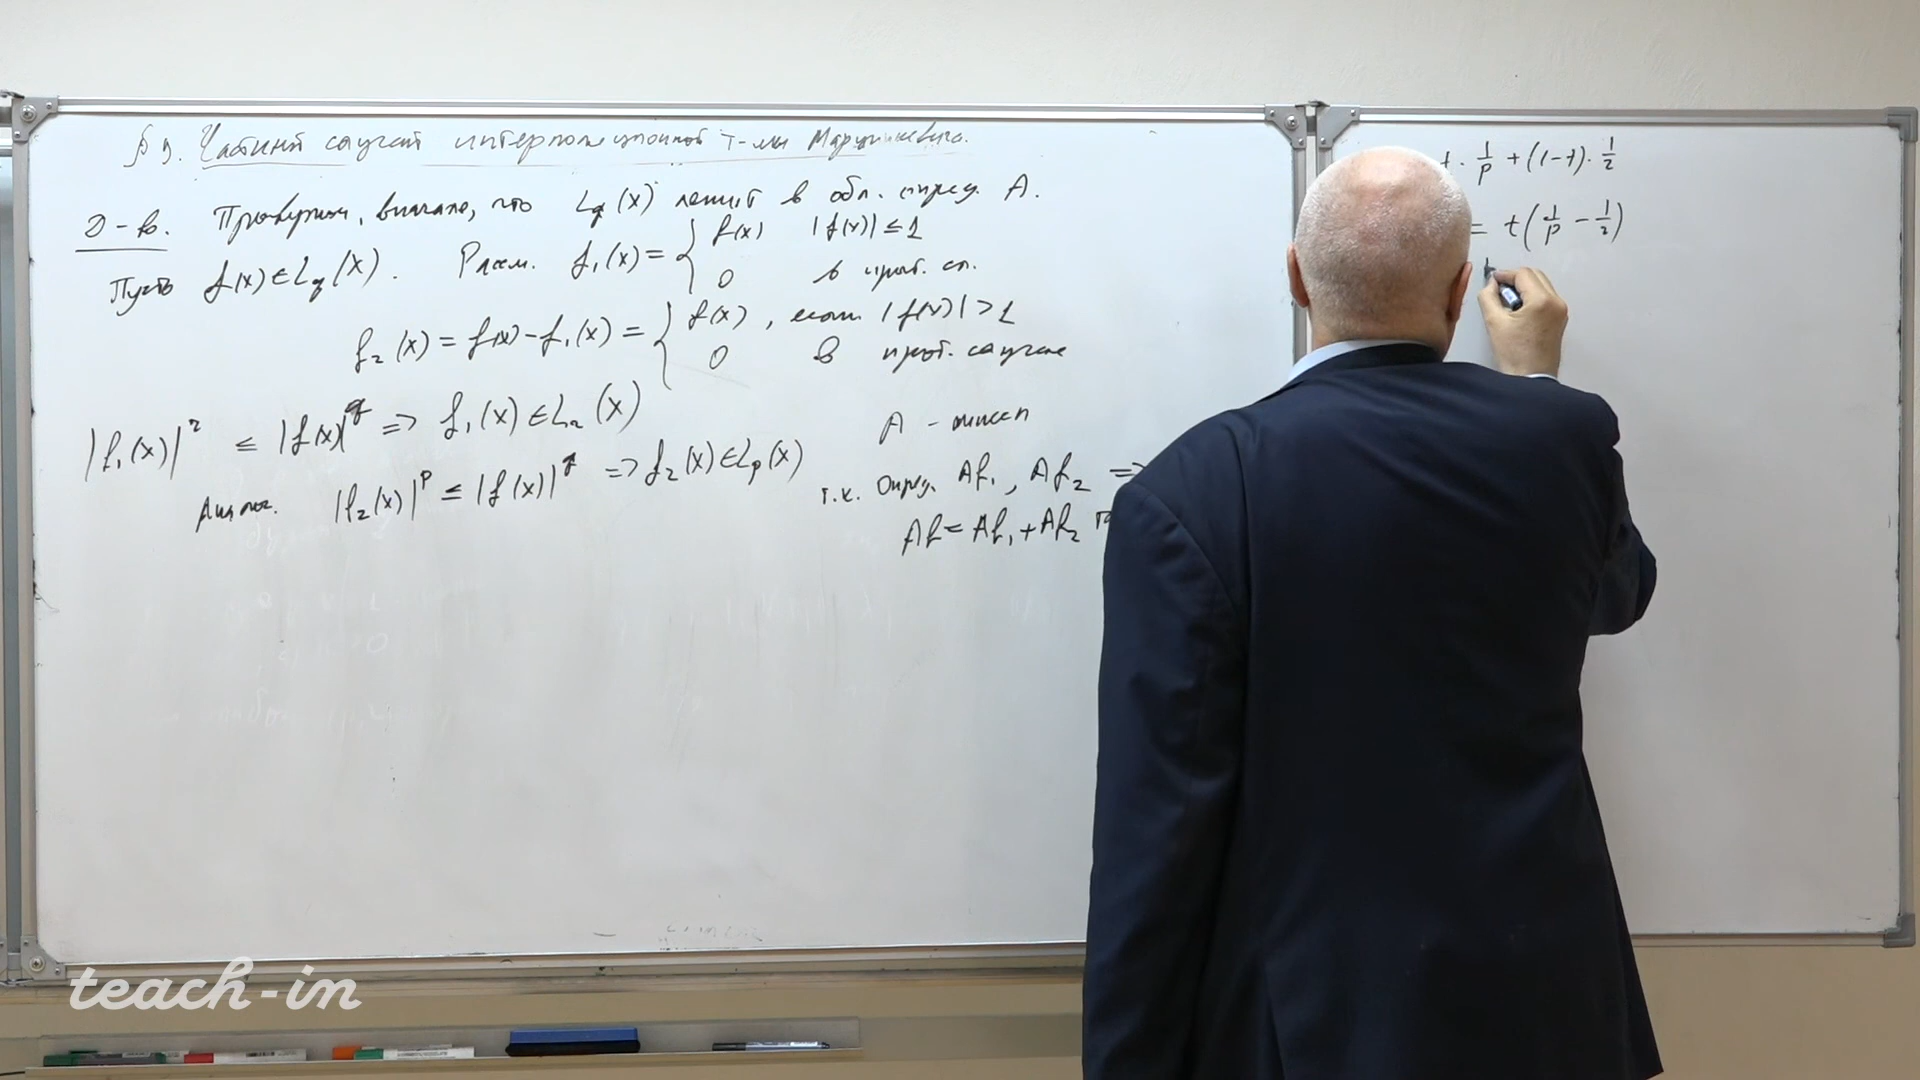 § 9. Частный случай интерполяционной т-мы Марцинкевича.
Д-во. Проверим, вначале, что L_q(X) лежит в обл. опред. A.
Пусть f(x) ∈ L_q(X). Рассм. f_1(x) = { f(x) |f(x)| ≤ 1
0 в прот. сл.
f_2(x) = f(x) - f_1(x) = { f(x), если |f(x)| > 1
0 в прот. случае
|f_1(x)|^2 ≤ |f(x)|^q => f_1(x) ∈ L_2(X)
Аналог. |f_2(x)|^p ≤ |f(x)|^q => f_2(x) ∈ L_p(X)
A - линеен
т.к. опред. Af_1, Af_2 =>
Af = Af_1 + Af_2
t · 1/p + (1-t) · 1/2
= t(1/p - 1/2)
teach-in